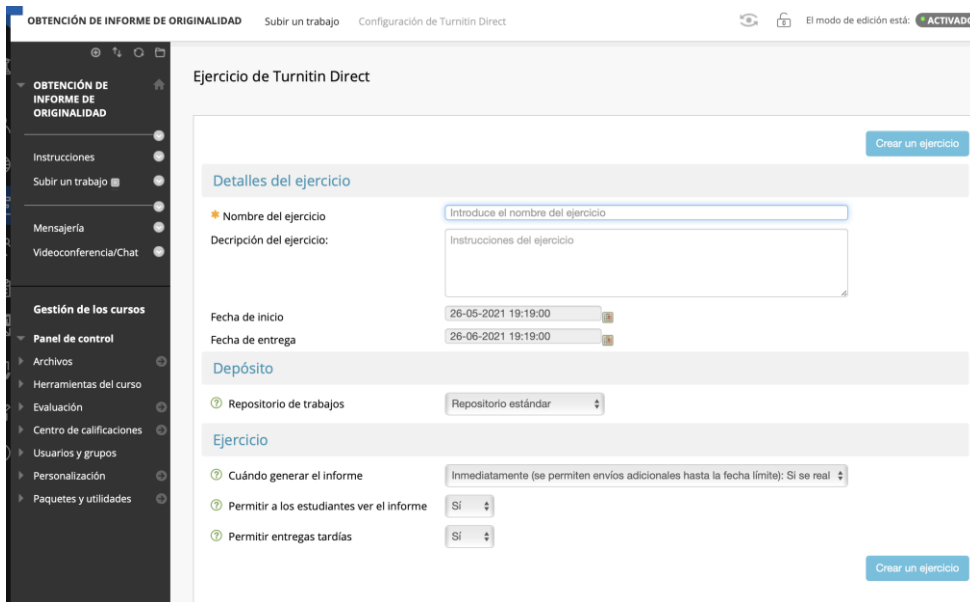 OBTENCIÓN DE INFORME DE ORIGINALIDAD Subir un trabajo Configuración de Turnitin Direct El modo de edición está: ACTIVADO
OBTENCIÓN DE
INFORME DE
ORIGINALIDAD
Instrucciones
Subir un trabajo
Mensajería
Videoconferencia/Chat
Gestión de los cursos
Panel de control
Archivos
Herramientas del curso
Evaluación
Centro de calificaciones
Usuarios y grupos
Personalización
Paquetes y utilidades
Ejercicio de Turnitin Direct
Crear un ejercicio
Detalles del ejercicio
Nombre del ejercicio Introduce el nombre del ejercicio
Decripción del ejercicio: Instrucciones del ejercicio
Fecha de inicio 26-05-2021 19:19:00
Fecha de entrega 26-06-2021 19:19:00
Depósito
Repositorio de trabajos Repositorio estándar
Ejercicio
Cuándo generar el informe Inmediatamente (se permiten envíos adicionales hasta la fecha límite): Si se real
Permitir a los estudiantes ver el informe Sí
Permitir entregas tardías Sí
Crear un ejercicio